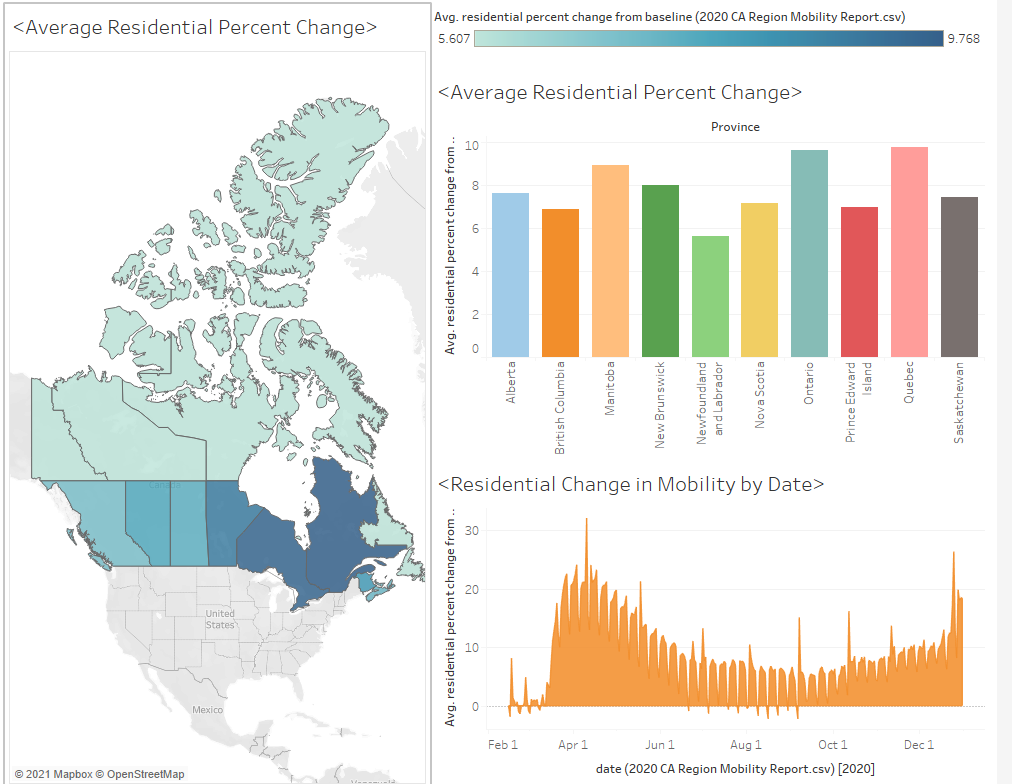 <Average Residential Percent Change>
Canada
United
States
Mexico
Venezuela
© 2021 Mapbox © OpenStreetMap
Avg. residential percent change from baseline (2020 CA Region Mobility Report.csv)
5.607
9.768
<Average Residential Percent Change>
Province
Avg. residential percent change from ..
10
8
6
4
2
0
Alberta
British Columbia
Manitoba
New Brunswick
Newfoundland
and Labrador
Nova Scotia
Ontario
Prince Edward
Island
Quebec
Saskatchewan
<Residential Change in Mobility by Date>
Avg. residential percent change from ..
30
20
10
0
Feb 1
Apr 1
Jun 1
Aug 1
Oct 1
Dec 1
date (2020 CA Region Mobility Report.csv) [2020]